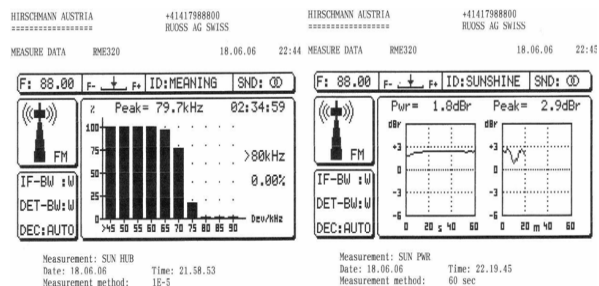 HIRSCHMANN AUSTRIA
+41417988800
==================
RUOSS AG SWISS
MEASURE DATA RME320 18.06.06 22:44
F: 88.00 F- F+ ID:MEANING SND:
% Peak= 79.7kHz 02:34:59
100
75
50
25
0
>80kHz
0.00%
>45 50 55 60 65 70 75 80 85 90 Dev/kHz
FM
IF-BW :W
DET-BW:W
DEC:AUTO
Measurement: SUN HUB
Date: 18.06.06 Time: 21.58.53
Measurement method: 1E-5
HIRSCHMANN AUSTRIA
+41417988800
==================
RUOSS AG SWISS
MEASURE DATA RME320 18.06.06 22:
F: 88.00 F- F+ ID:SUNSHINE SND:
Pwr= 1.8dBr Peak= 2.9dBr
dBr dBr
+3 +3
0 0
-3 -3
-6 -6
0 20 s 40 60 0 20 m 40 60
FM
IF-BW :W
DET-BW:W
DEC:AUTO
Measurement: SUN PWR
Date: 18.06.06 Time: 22.19.45
Measurement method: 60 sec